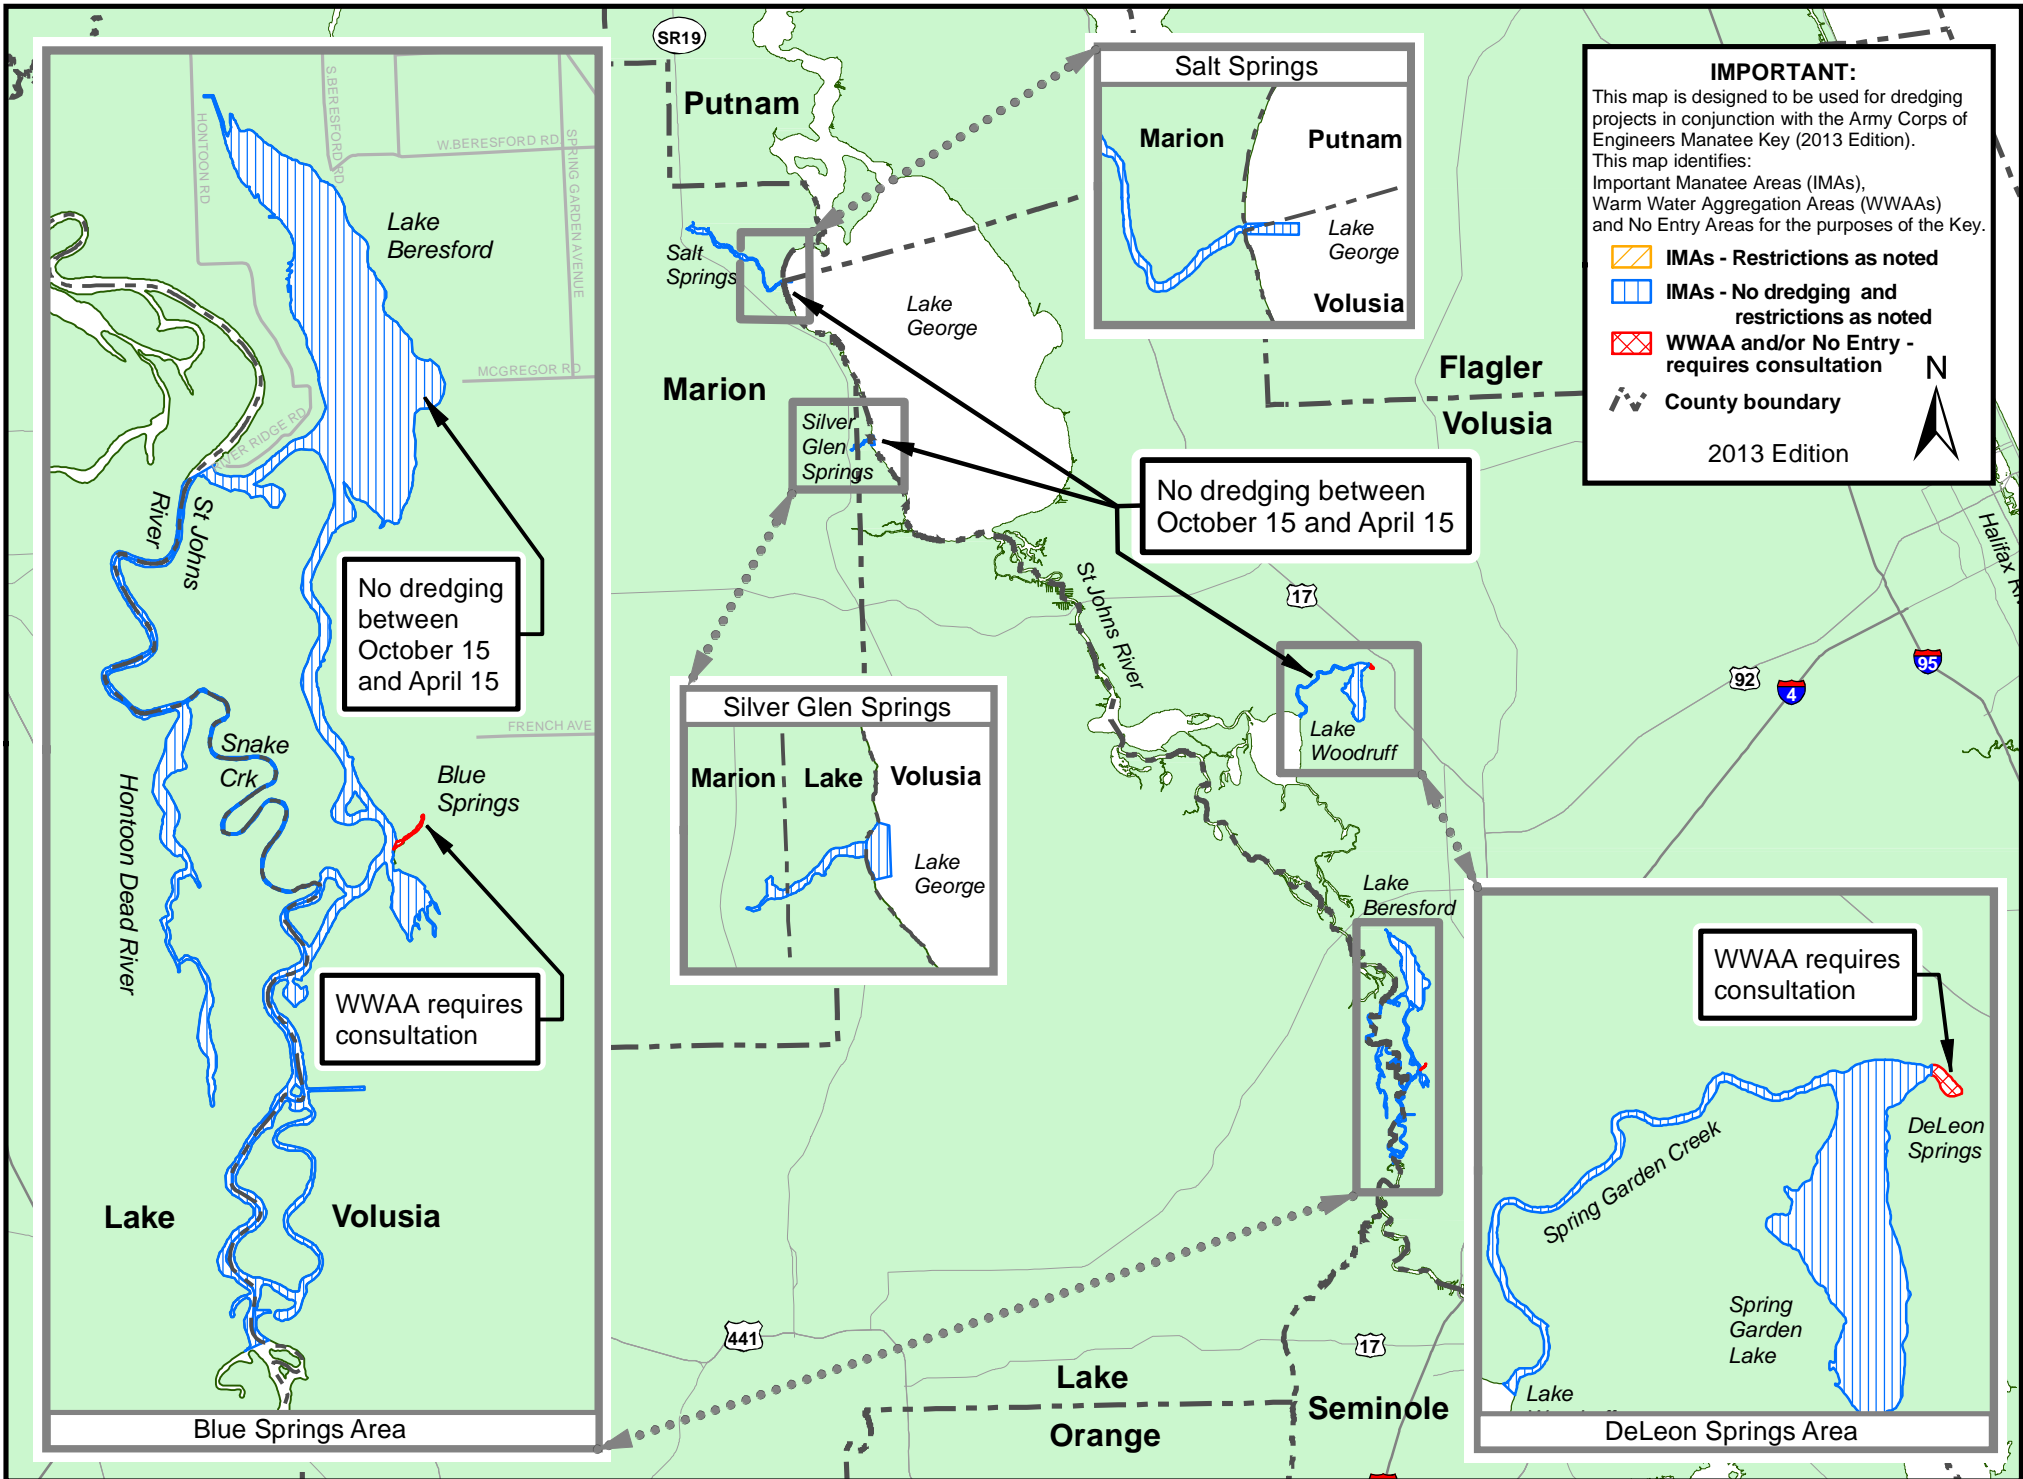 SR19
Putnam
Salt
Springs
Lake
George
Marion
Silver
Glen
Springs
Flagler
Volusia
St Johns River
17
92
4
95
Lake
Woodruff
Lake
Beresford
441
17
Lake
Orange
Seminole
No dredging between
October 15 and April 15
HONTOON RD
S.BERESFORD RD
W.BERESFORD RD
SPRING GARDEN AVENUE
Lake
Beresford
MCGREGOR RD
RIVER RIDGE RD
St Johns
River
No dredging
between
October 15
and April 15
FRENCH AVE
Snake
Crk
Blue
Springs
Hontoon Dead River
WWAA requires
consultation
Lake
Volusia
Blue Springs Area
Salt Springs
Marion
Putnam
Lake
George
Volusia
Silver Glen Springs
Marion
Lake
Volusia
Lake
George
IMPORTANT:
This map is designed to be used for dredging
projects in conjunction with the Army Corps of
Engineers Manatee Key (2013 Edition).
This map identifies:
Important Manatee Areas (IMAs),
Warm Water Aggregation Areas (WWAAs)
and No Entry Areas for the purposes of the Key.
IMAs - Restrictions as noted
IMAs - No dredging and
restrictions as noted
WWAA and/or No Entry -
requires consultation
County boundary
N
2013 Edition
Halifax
WWAA requires
consultation
DeLeon
Springs
Spring Garden Creek
Spring
Garden
Lake
Lake
DeLeon Springs Area